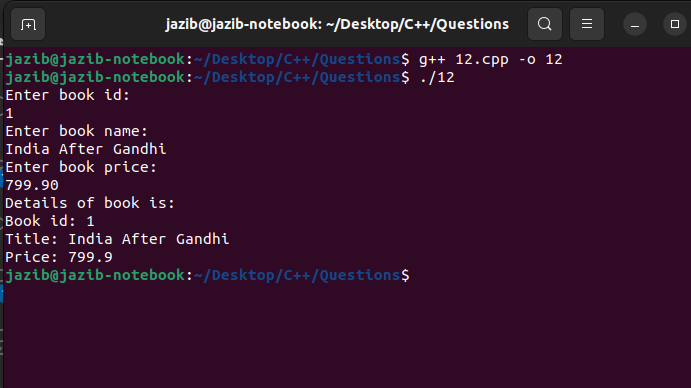 jazib@jazib-notebook: ~/Desktop/C++/Questions
jazib@jazib-notebook:~/Desktop/C++/Questions$ g++ 12.cpp -o 12
jazib@jazib-notebook:~/Desktop/C++/Questions$ ./12
Enter book id:
1
Enter book name:
India After Gandhi
Enter book price:
799.90
Details of book is:
Book id: 1
Title: India After Gandhi
Price: 799.9
jazib@jazib-notebook:~/Desktop/C++/Questions$